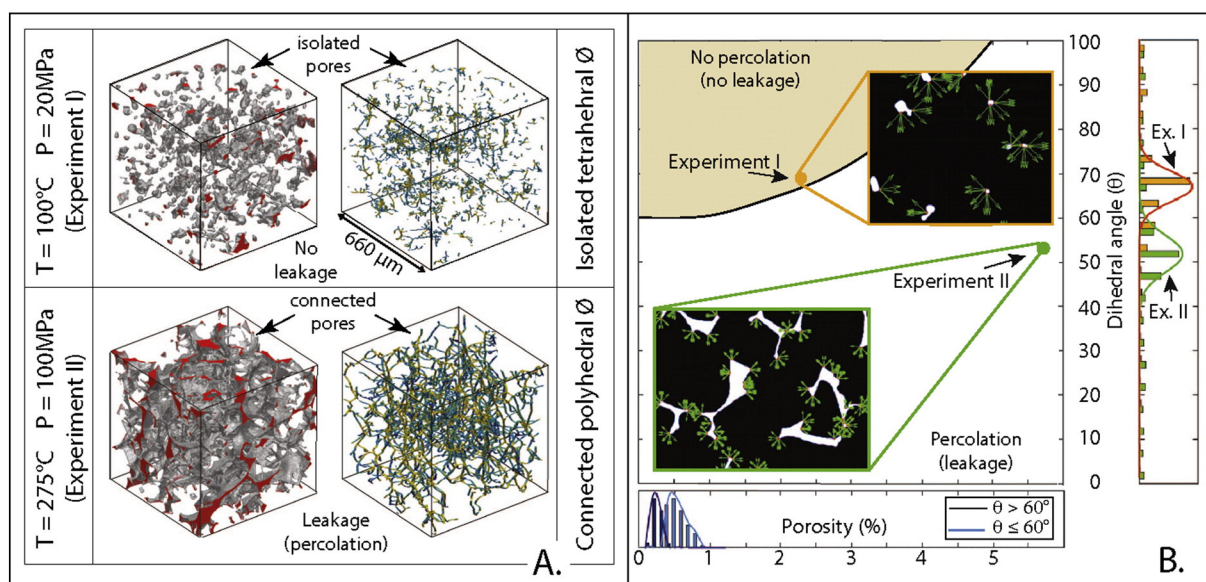 T = 100°C P = 20MPa
(Experiment I)
isolated
pores
No
leakage
660 μm
Isolated tetrahehral Ø
T = 275°C P = 100MPa
(Experiment II)
connected
pores
Leakage
(percolation)
Connected polyhedral Ø
A.
No percolation
(no leakage)
Experiment I
Experiment II
Percolation
(leakage)
100
90
80
70
60
50
40
30
20
10
0
Dihedral angle (θ)
Ex. I
Ex. II
Porosity (%)
θ > 60°
θ ≤ 60°
0 1 2 3 4 5
B.